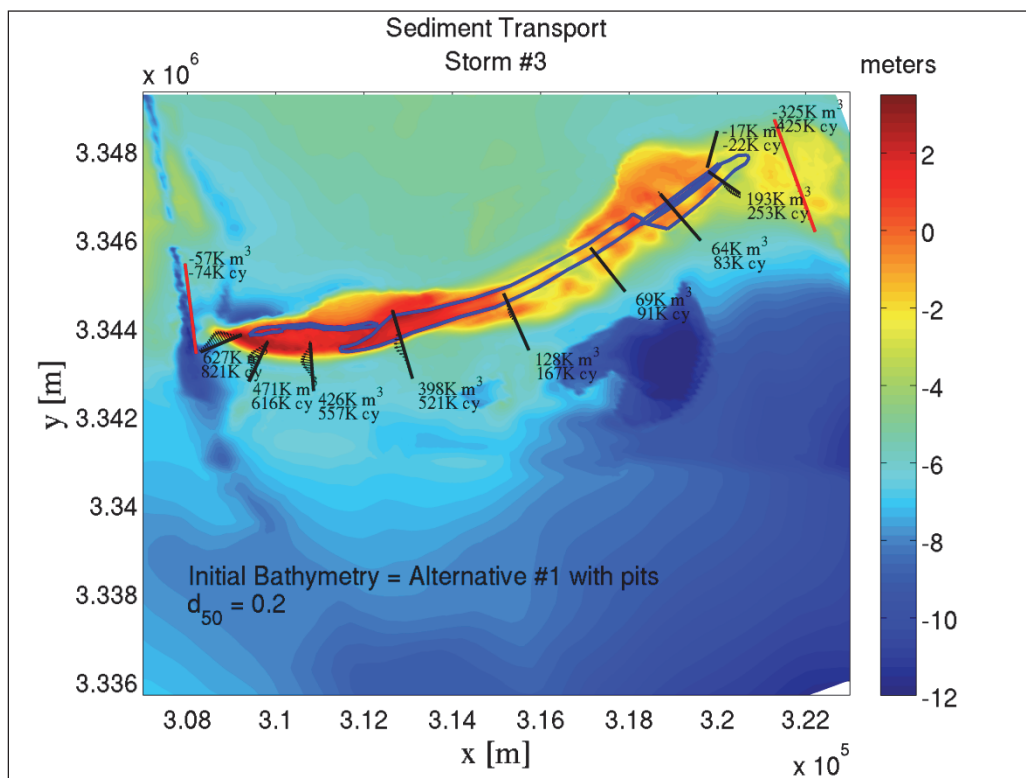 Sediment Transport
Storm #3
x 10^6
meters
-325K m^3
-425K cy
-17K m^3
-22K cy
193K m^3
253K cy
64K m^3
83K cy
-57K m^3
-74K cy
69K m^3
91K cy
128K m^3
167K cy
627K m^3
821K cy
471K m^3
616K cy
426K m^3
557K cy
398K m^3
521K cy
Initial Bathymetry = Alternative #1 with pits
d_50 = 0.2
y [m]
3.348
3.346
3.344
3.342
3.34
3.338
3.336
3.08
3.1
3.12
3.14
3.16
3.18
3.2
3.22
x [m]
x 10^5
2
0
-2
-4
-6
-8
-10
-12